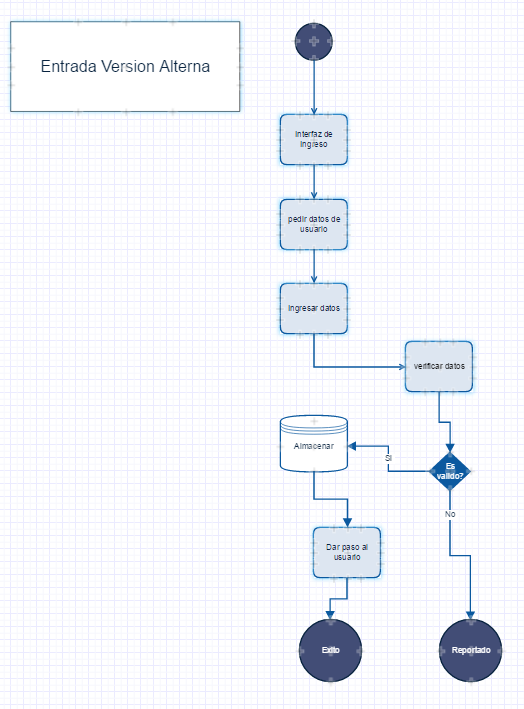 Entrada Version Alterna
Interfaz de
Ingreso
pedir datos de
usuario
Ingresar datos
verificar datos
Almacenar
Si
Es
valido?
No
Dar paso al
usuario
Exito
Reportado